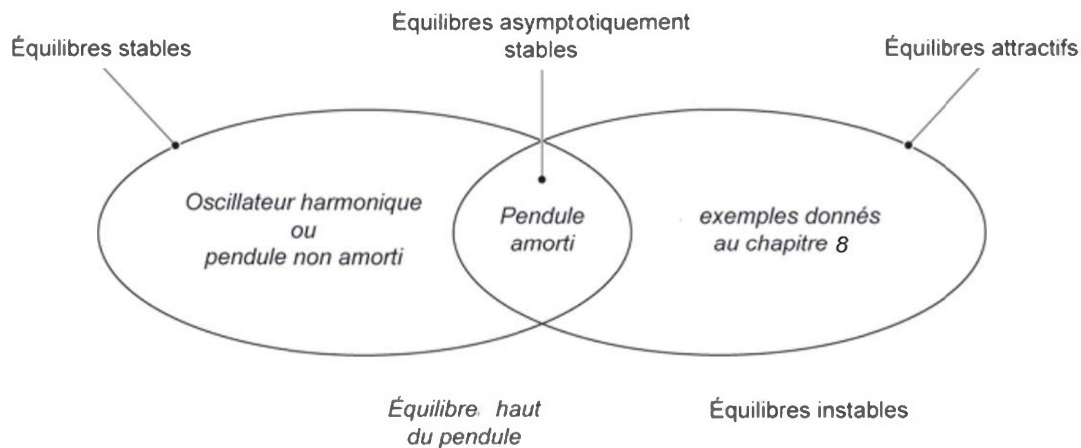 Équilibres asymptotiquement
stables
Équilibres stables
Équilibres attractifs
Oscillateur harmonique
ou
pendule non amorti
Pendule
amorti
exemples donnés
au chapitre 8
Équilibre haut
du pendule
Équilibres instables